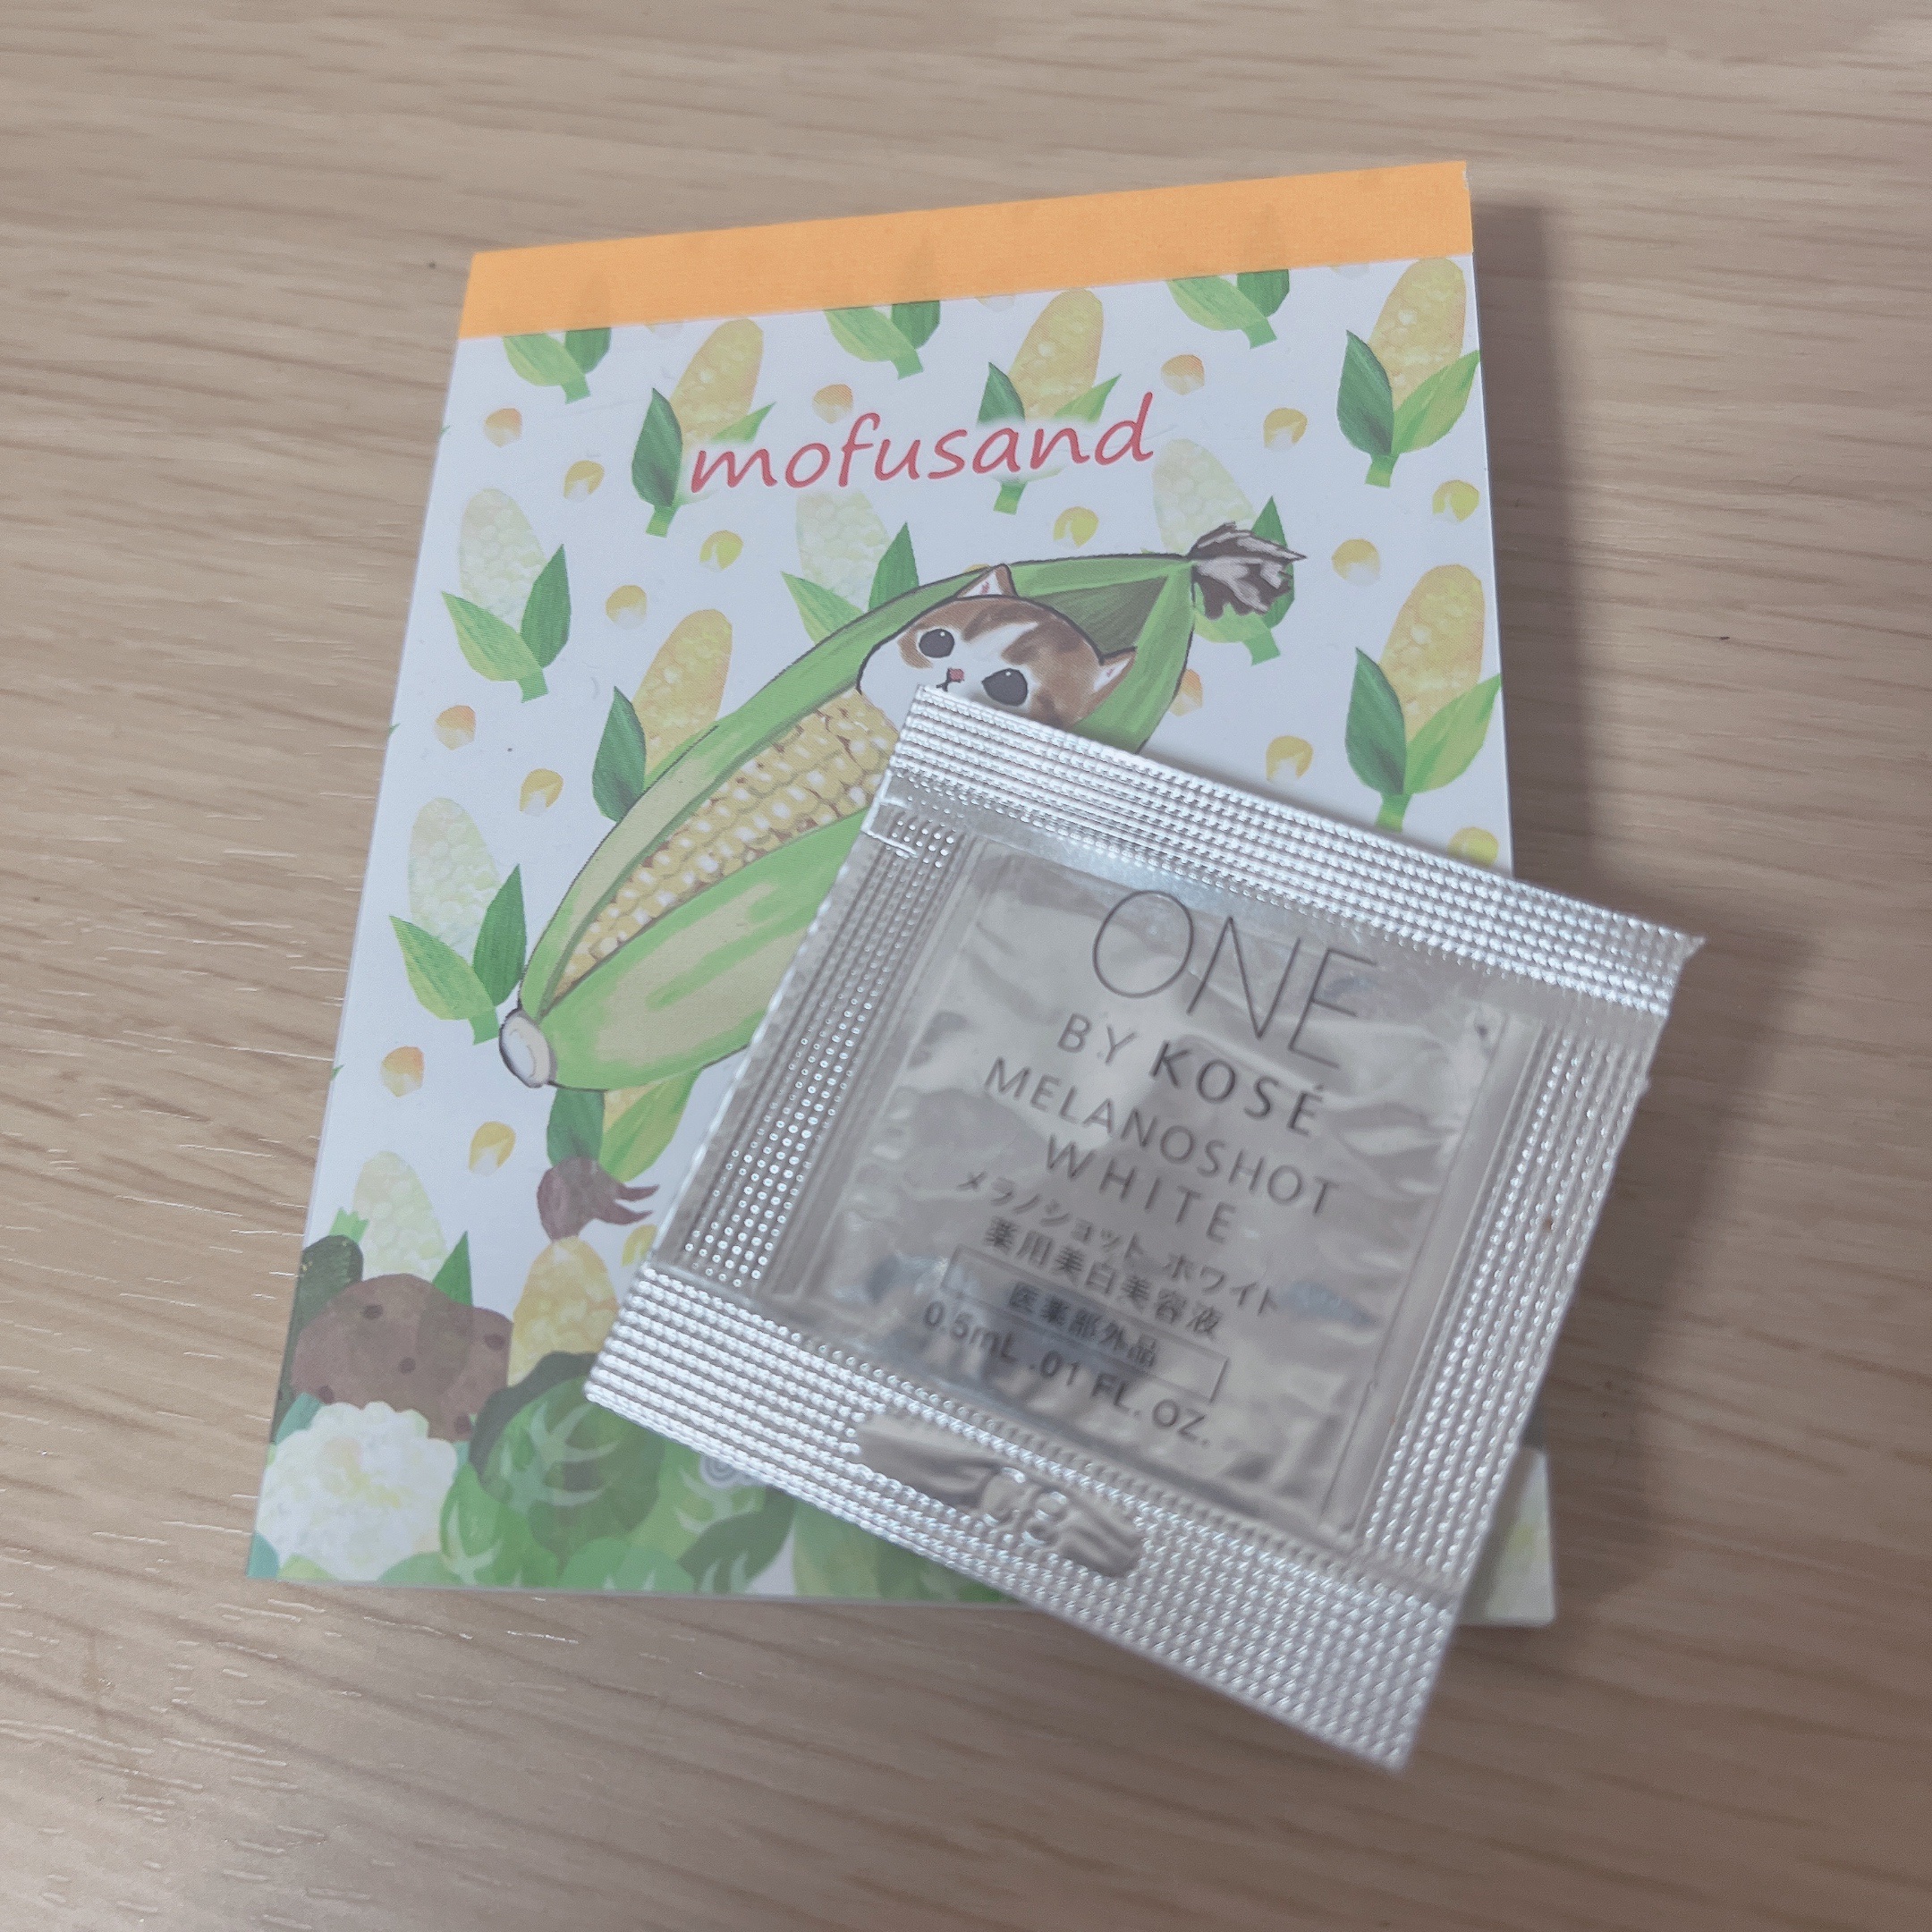 mofusand
ONE
BY KOSÉ
MELANOSHOT
WHITE
メラノショット ホワイト
薬用美白美容液
医薬部外品
0.5mL .01 FL. OZ.